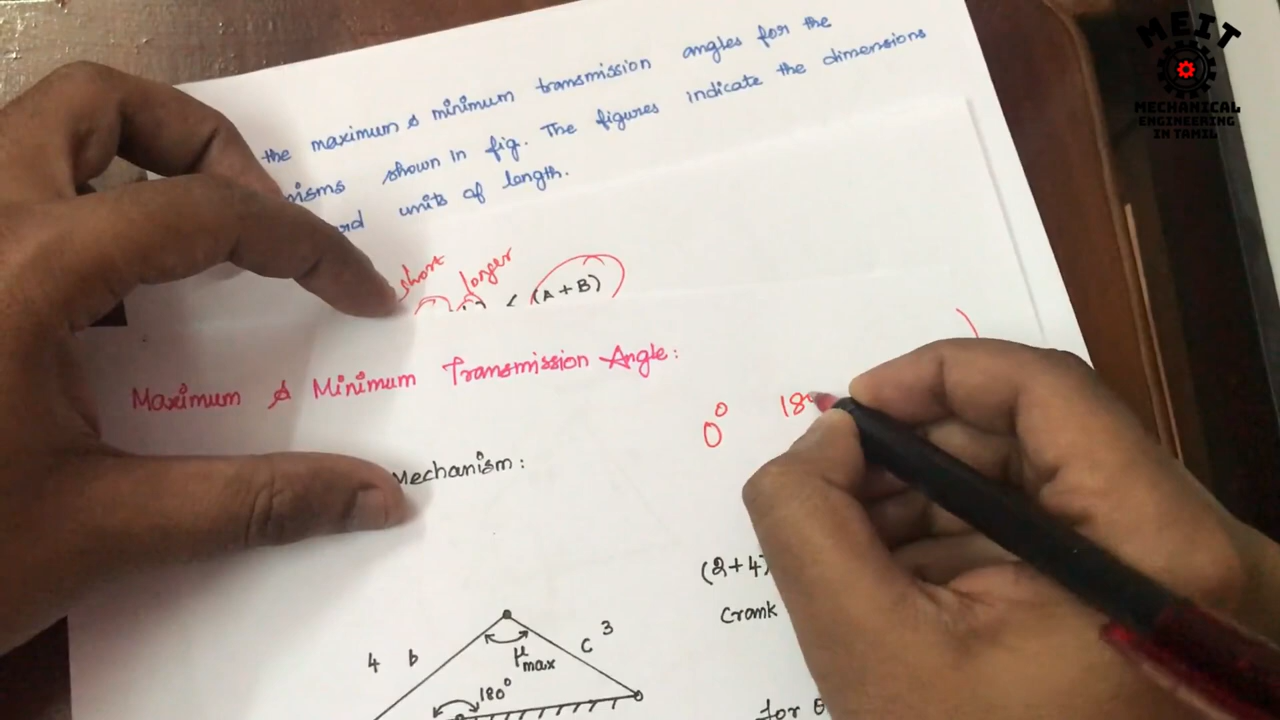 the maximum & minimum transmission angles for the
nisms shown in fig. The figures indicate the dimensions
rd units of length.
short longer
< (A+B)
Maximum & Minimum Transmission Angle:
Mechanism:
0° 18
(2+4)
Crank
4 b
μmax
c 3
180°
for θ
MEIT
MECHANICAL
ENGINEERING
IN TAMIL